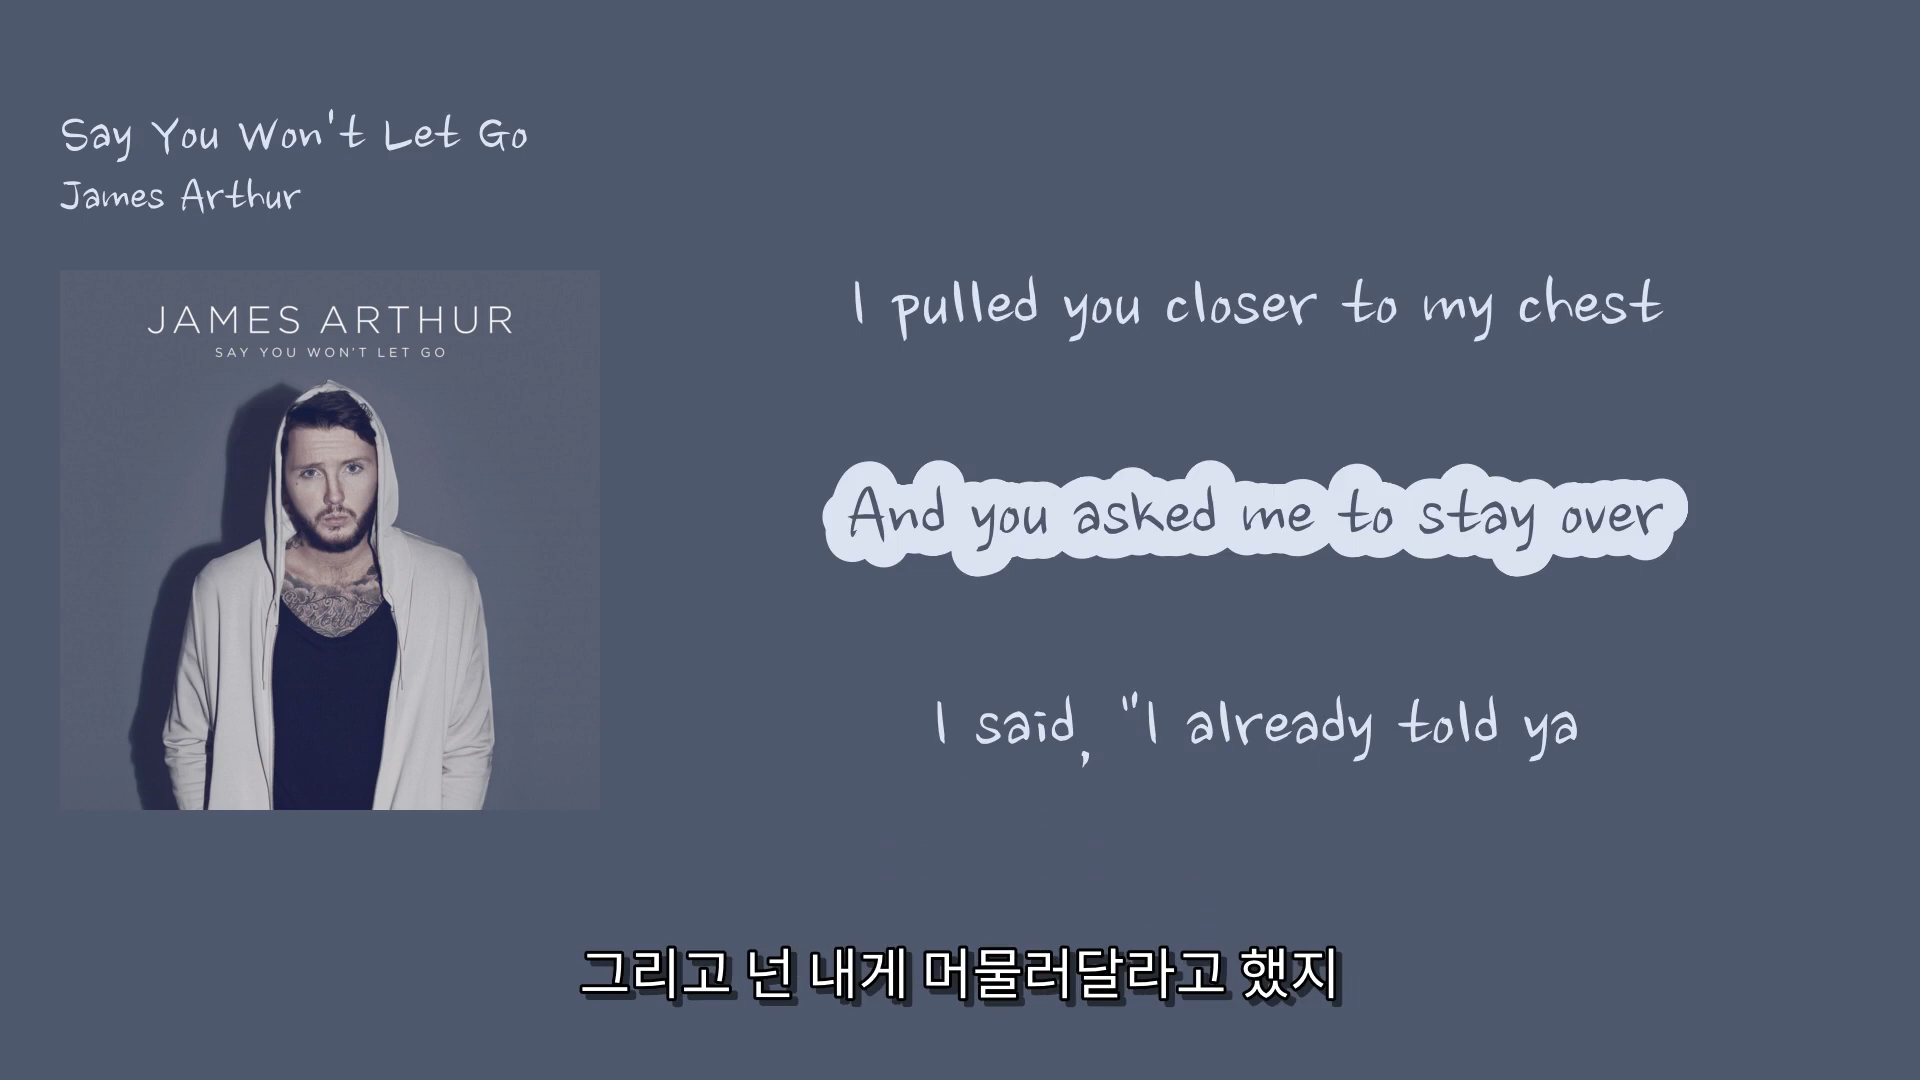 Say You Won't Let Go
James Arthur
JAMES ARTHUR
SAY YOU WON'T LET GO
I pulled you closer to my chest
And you asked me to stay over
I said, "I already told ya
그리고 넌 내게 머물러달라고 했지